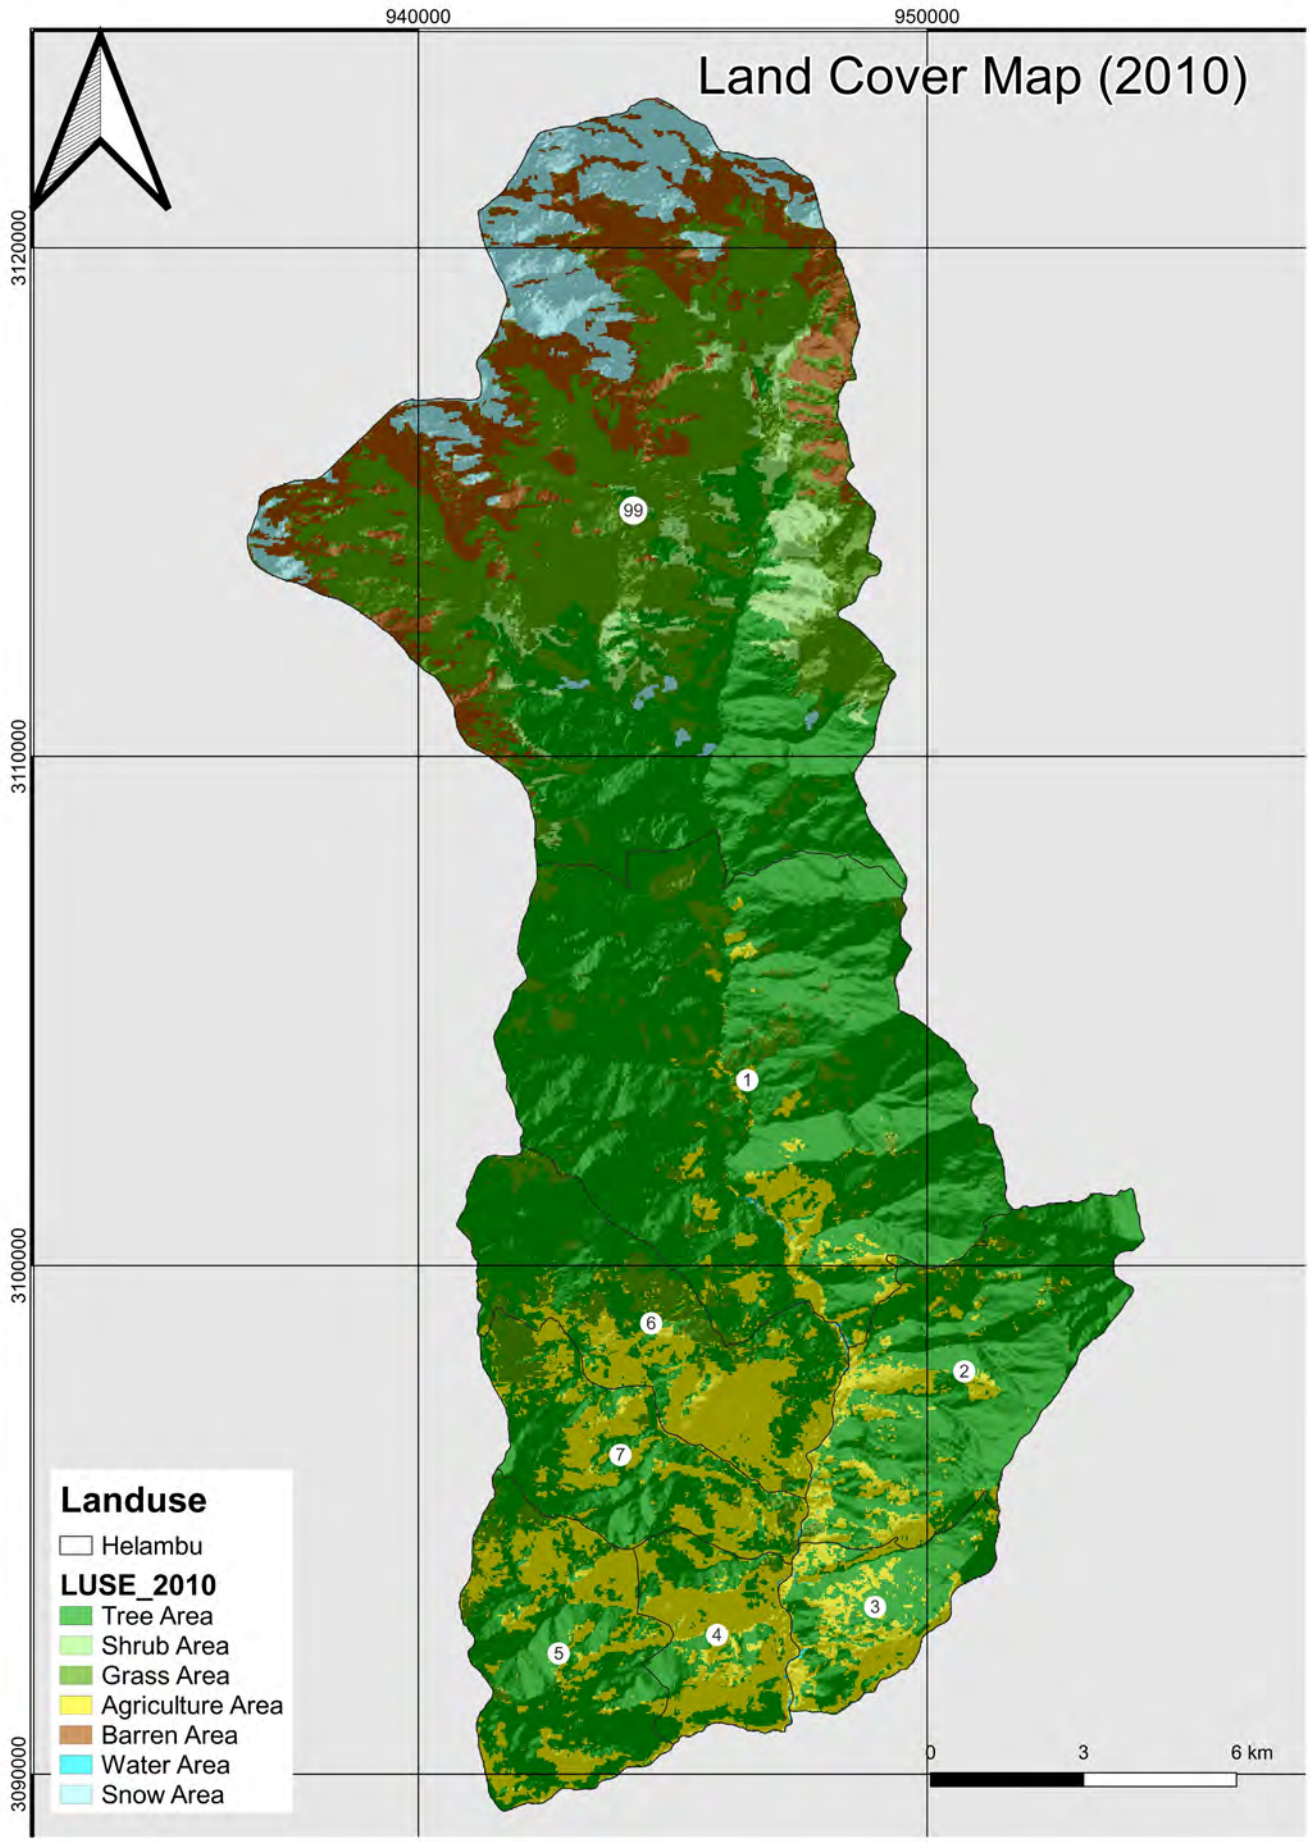 940000 950000
Land Cover Map (2010)
3120000
99
3110000
1
3100000
6
2
7
3
4
5
Landuse
Helambu
LUSE_2010
Tree Area
Shrub Area
Grass Area
Agriculture Area
Barren Area
Water Area
Snow Area
0 3 6 km
3090000